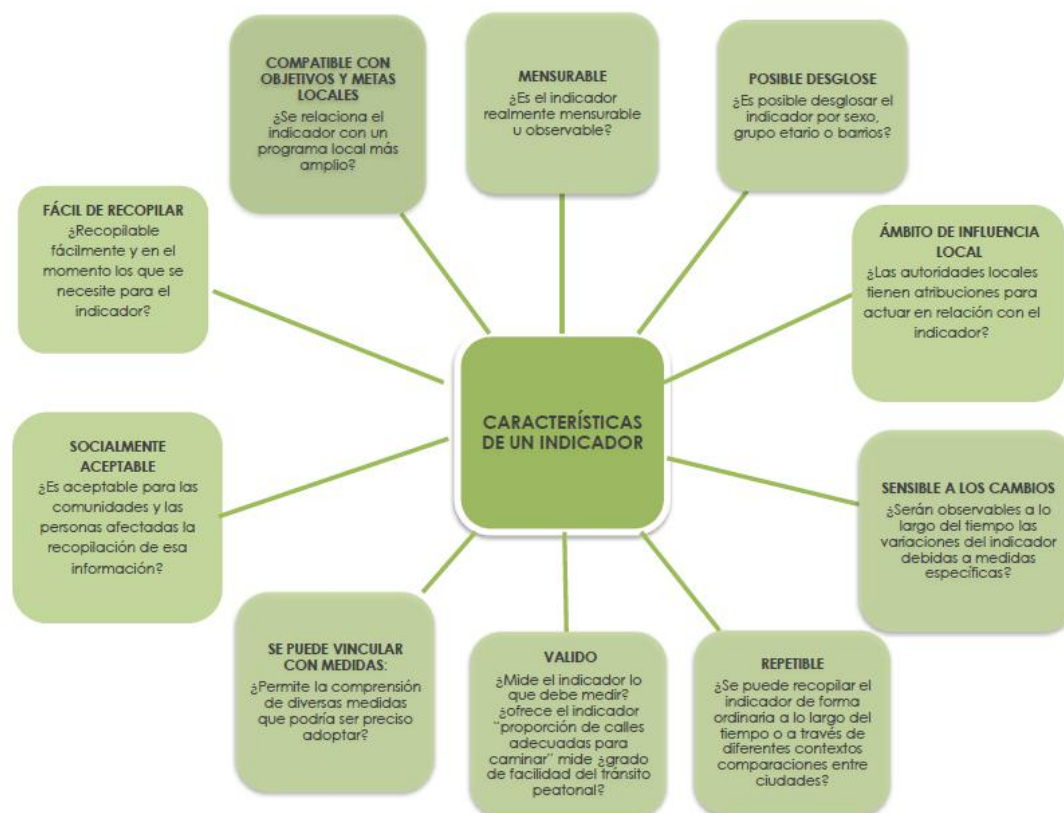 COMPATIBLE CON
OBJETIVOS Y METAS
LOCALES
¿Se relaciona el
indicador con un
programa local más
amplio?
MENSURABLE
¿Es el indicador
realmente mensurable
u observable?
POSIBLE DESGLOSE
¿Es posible desglosar el
indicador por sexo,
grupo etario o barrios?
FÁCIL DE RECOPILAR
¿Recopilable
fácilmente y en el
momento los que se
necesite para el
indicador?
ÁMBITO DE INFLUENCIA
LOCAL
¿Las autoridades locales
tienen atribuciones para
actuar en relación con el
indicador?
CARACTERÍSTICAS
DE UN INDICADOR
SOCIALMENTE
ACEPTABLE
¿Es aceptable para las
comunidades y las
personas afectadas la
recopilación de esa
información?
SENSIBLE A LOS CAMBIOS
¿Serán observables a lo
largo del tiempo las
variaciones del indicador
debidas a medidas
específicas?
SE PUEDE VINCULAR
CON MEDIDAS:
¿Permite la comprensión
de diversas medidas
que podría ser preciso
adoptar?
VALIDO
¿Mide el indicador lo
que debe medir?
¿ofrece el indicador
"proporción de calles
adecuadas para
caminar" mide ¿grado
de facilidad del tránsito
peatonal?
REPETIBLE
¿Se puede recopilar el
indicador de forma
ordinaria a lo largo del
tiempo o a través de
diferentes contextos
comparaciones entre
ciudades?